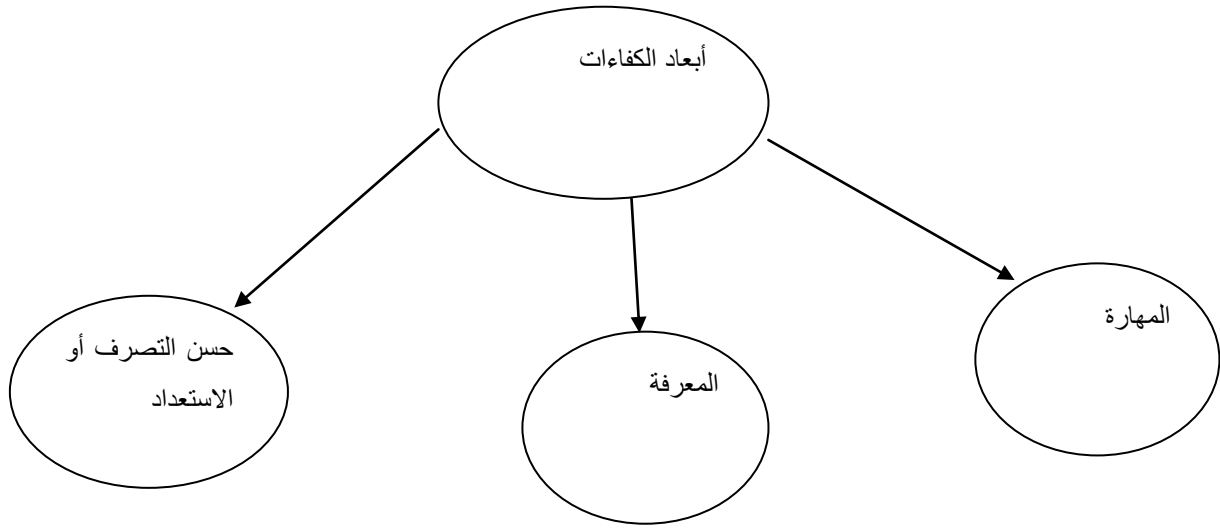 أبعاد الكفاءات
المهارة
المعرفة
حسن التصرف أو
الاستعداد